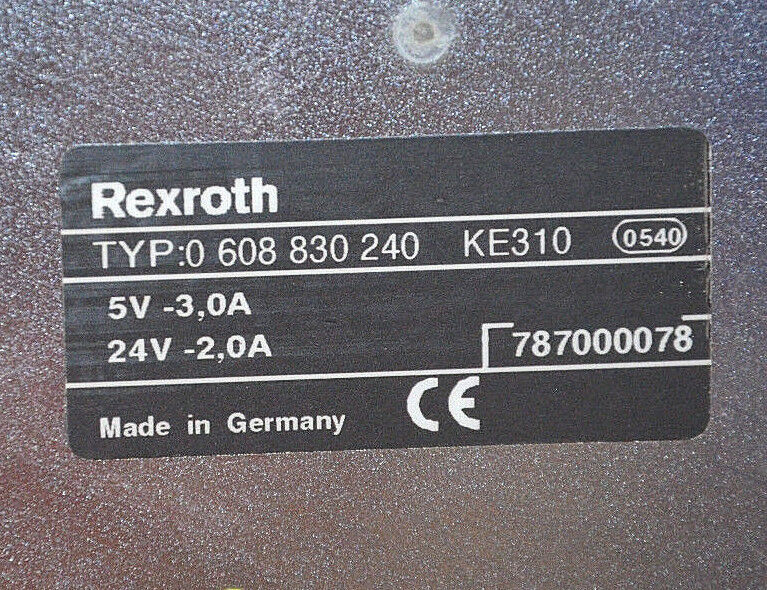 Rexroth
TYP:0 608 830 240 KE310 0540
5V -3,0A
24V -2,0A
787000078
Made in Germany CE